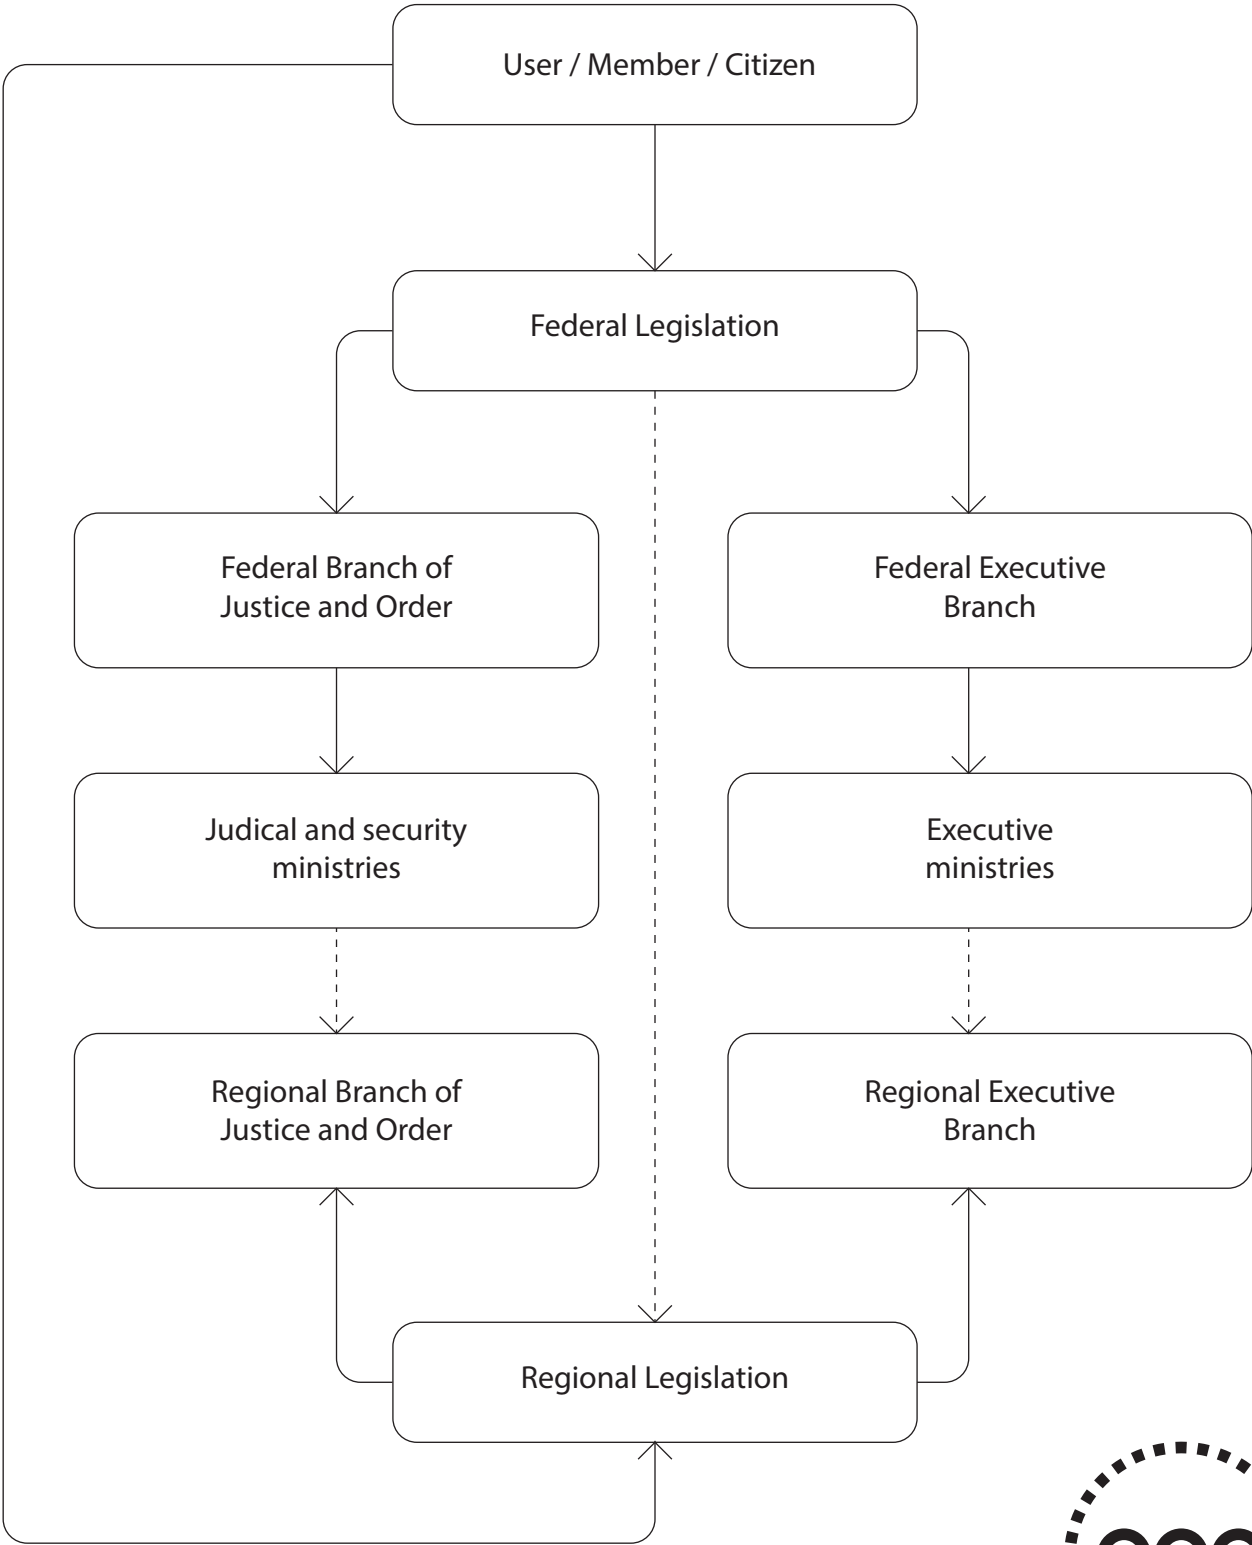 User / Member / Citizen
Federal Legislation
Federal Branch of
Justice and Order
Federal Executive
Branch
Judical and security
ministries
Executive
ministries
Regional Branch of
Justice and Order
Regional Executive
Branch
Regional Legislation